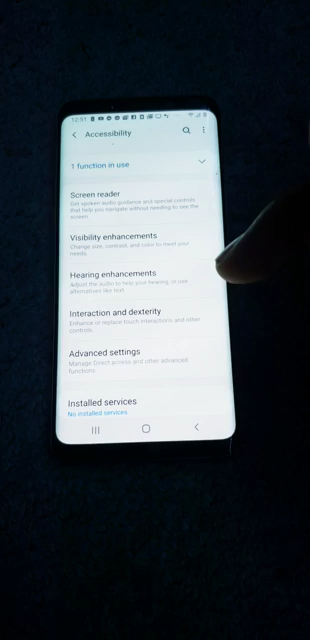 12:51
Accessibility
1 function in use
Screen reader
Get spoken audio guidance and special controls
that help you navigate without needing to see the
screen.
Visibility enhancements
Change size, contrast, and color to meet your
needs.
Hearing enhancements
Adjust the audio to help your hearing, or use
alternatives like text.
Interaction and dexterity
Enhance or replace touch interactions and other
controls.
Advanced settings
Manage Direct access and other advanced
functions.
Installed services
No installed services